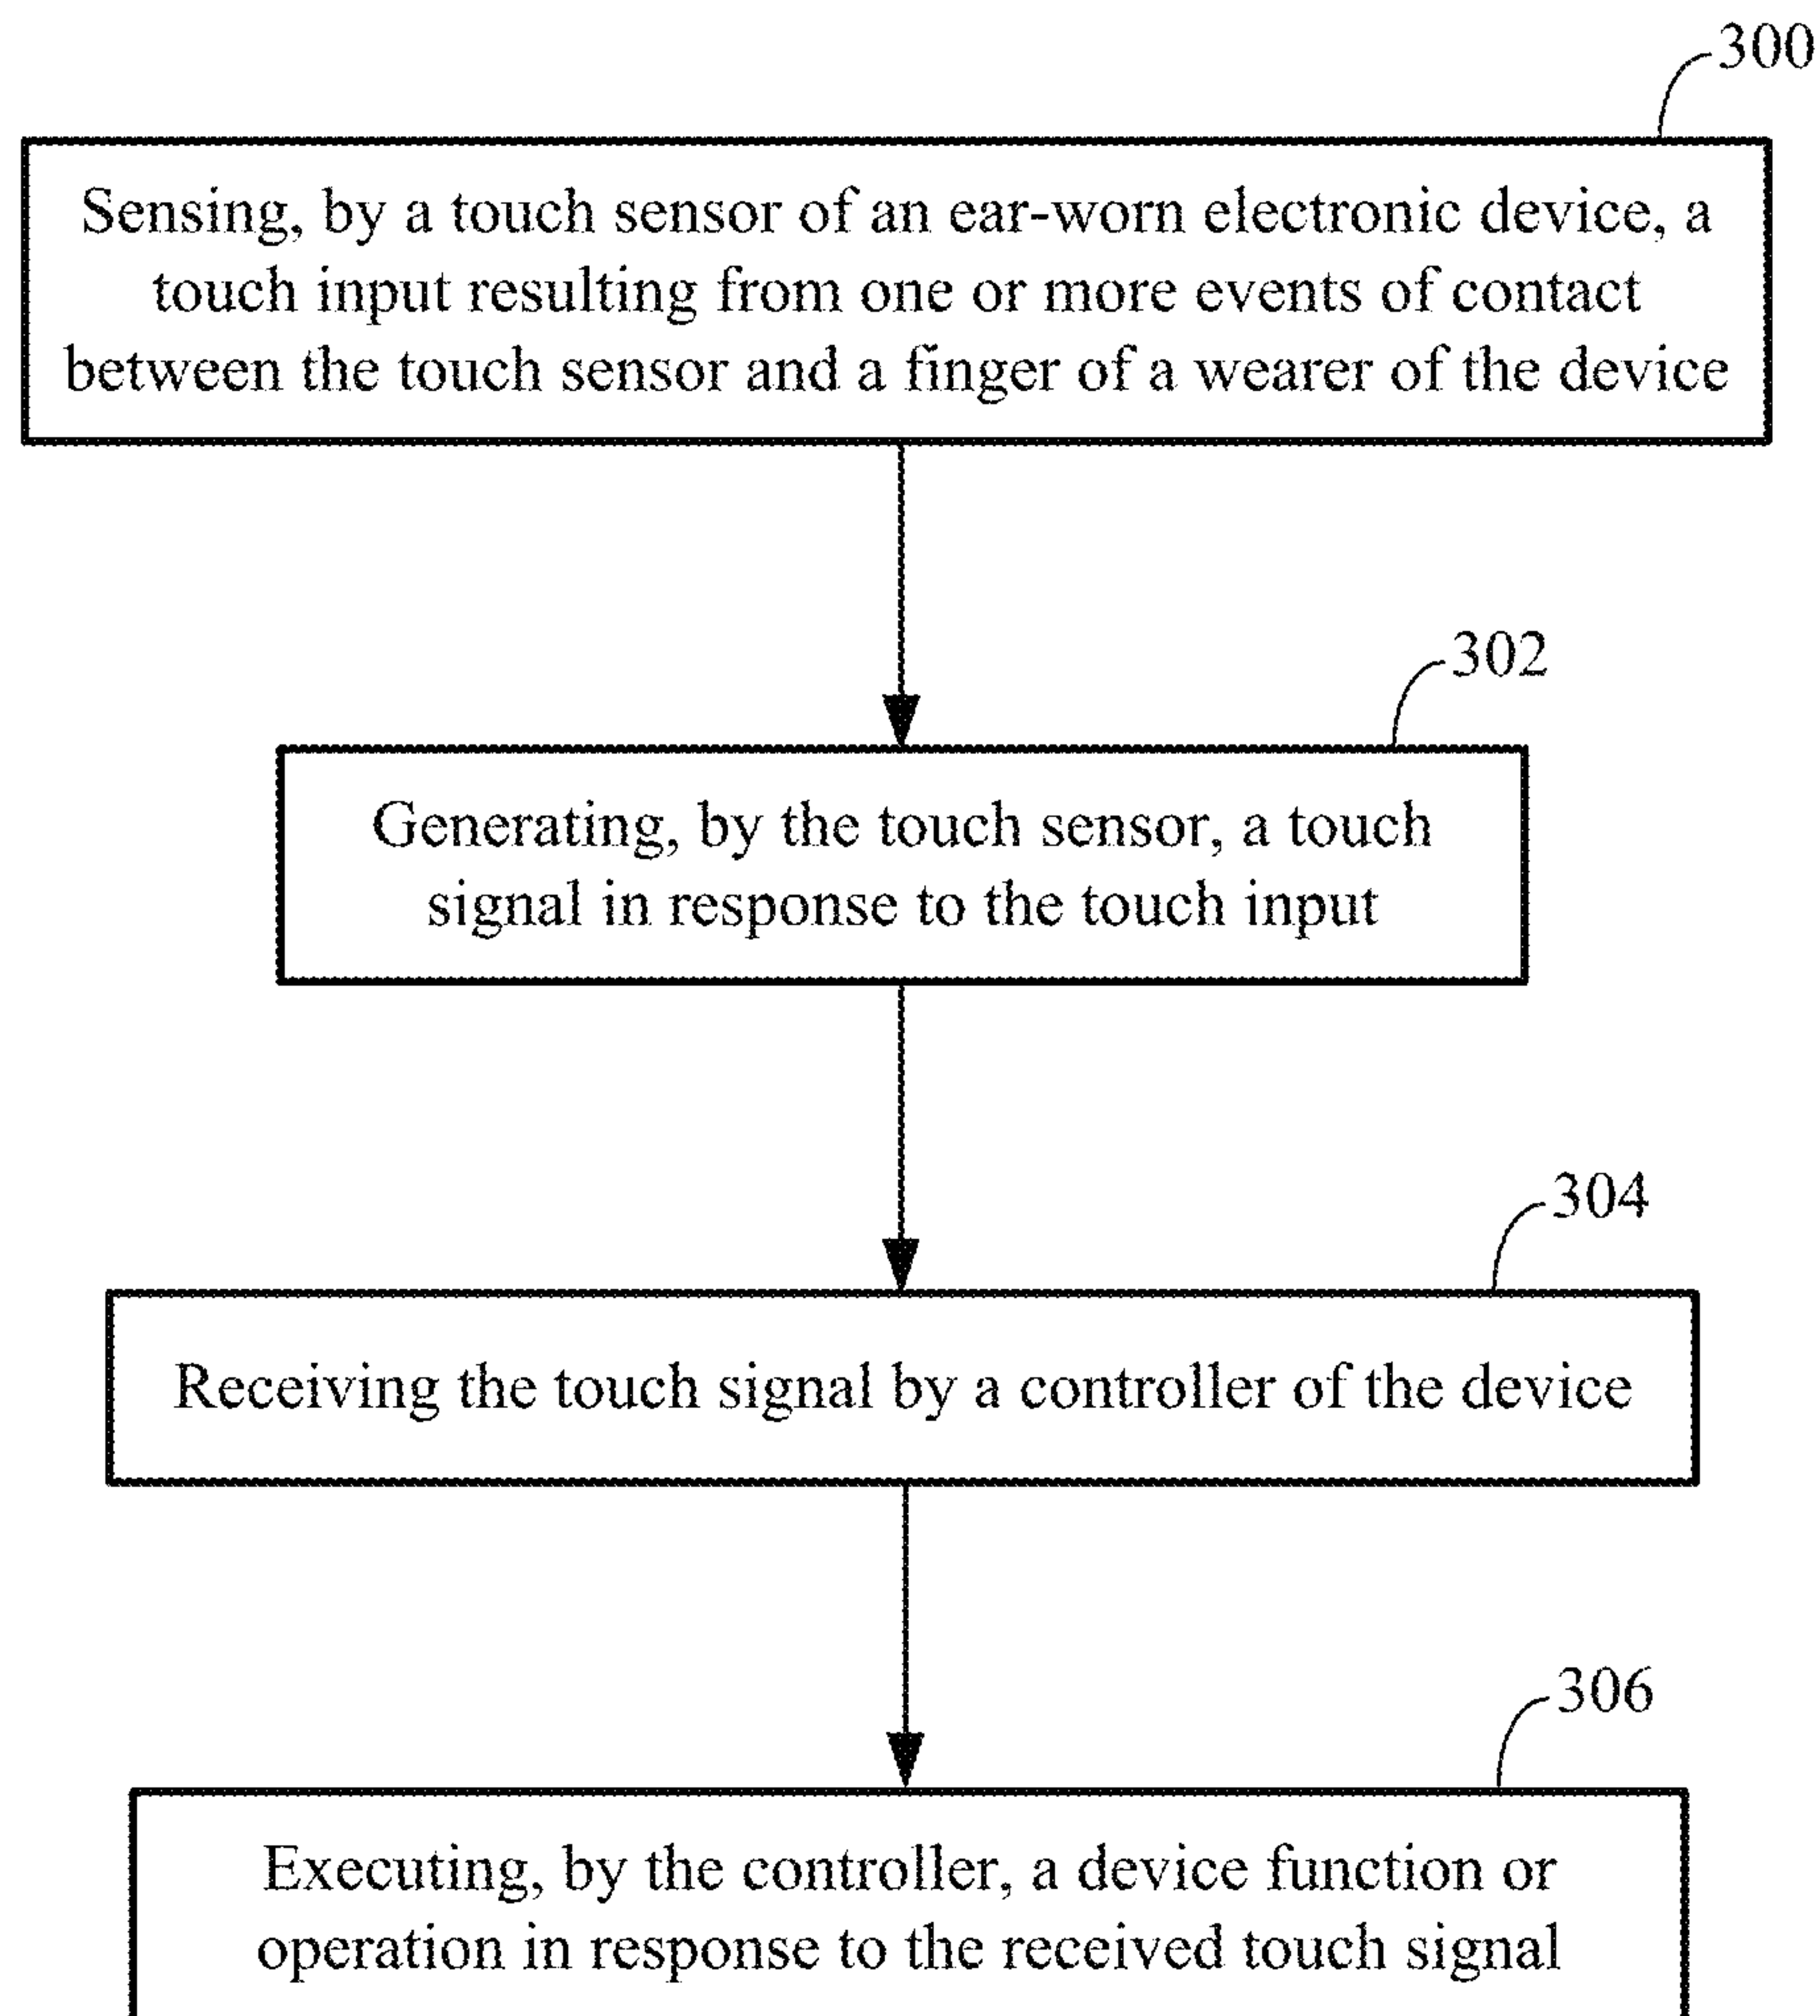 300
Sensing, by a touch sensor of an ear-worn electronic device, a
touch input resulting from one or more events of contact
between the touch sensor and a finger of a wearer of the device
302
Generating, by the touch sensor, a touch
signal in response to the touch input
304
Receiving the touch signal by a controller of the device
306
Executing, by the controller, a device function or
operation in response to the received touch signal